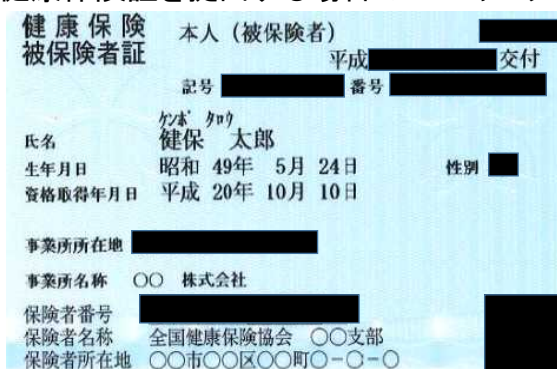 健康保険 本人(被保険者)
被保険者証 平成 交付
記号 番号
ケンポ タロウ
氏名 健保 太郎
生年月日 昭和 49年 5月 24日 性別
資格取得年月日 平成 20年 10月 10日
事業所所在地
事業所名称 〇〇 株式会社
保険者番号
保険者名称 全国健康保険協会 〇〇支部
保険者所在地 〇〇市〇〇区〇〇町〇-〇-〇